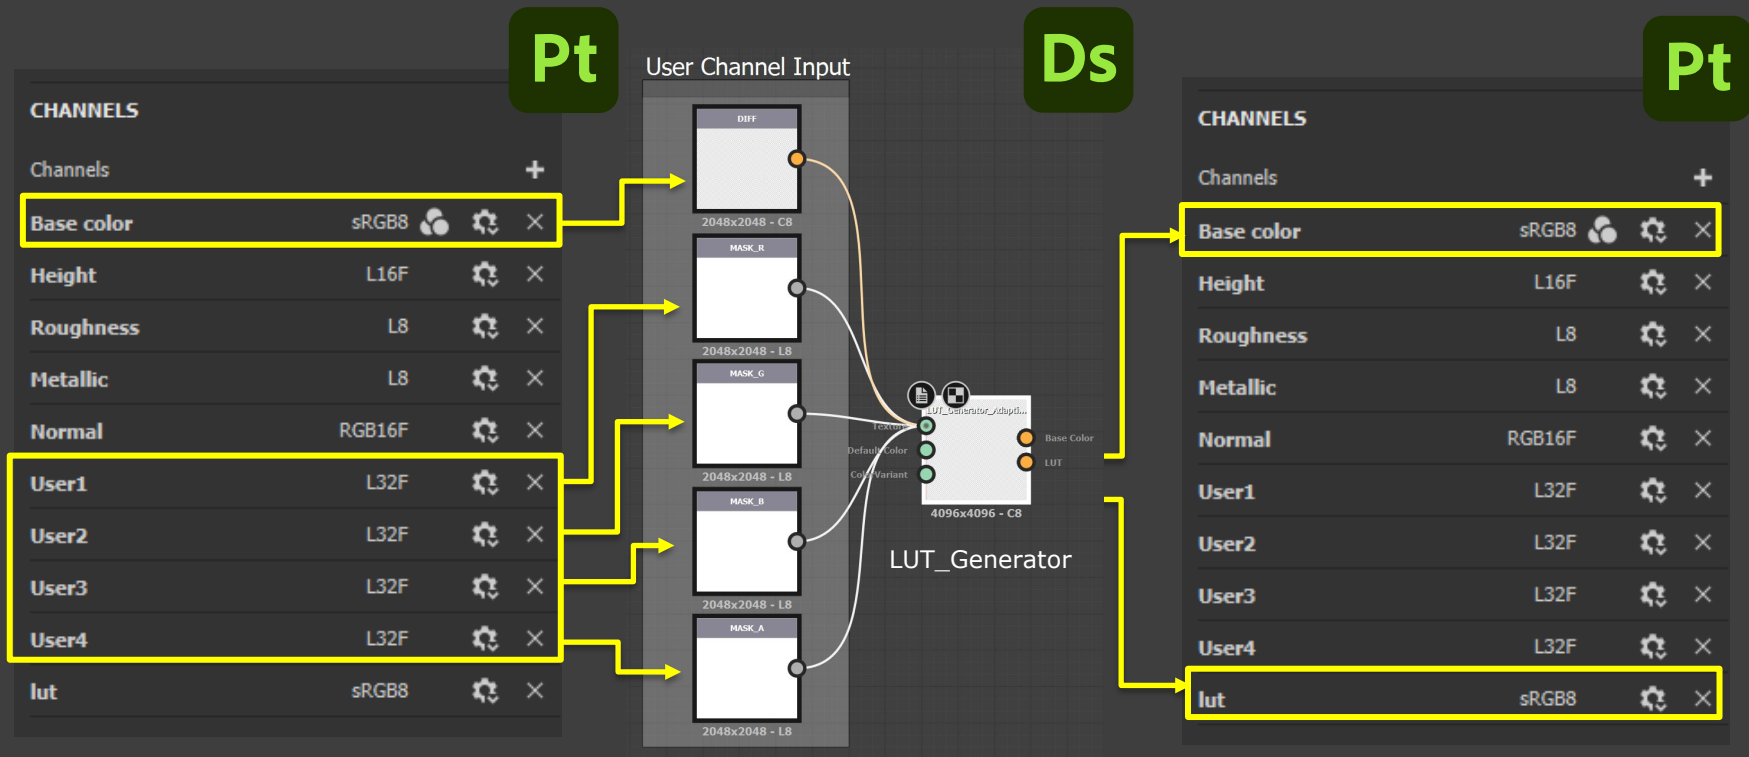 Pt
CHANNELS
Channels
Base color sRGB8
Height L16F
Roughness L8
Metallic L8
Normal RGB16F
User1 L32F
User2 L32F
User3 L32F
User4 L32F
lut sRGB8
User Channel Input
DIFF
2048x2048 - C8
MASK_R
2048x2048 - L8
MASK_G
2048x2048 - L8
MASK_B
2048x2048 - L8
MASK_A
2048x2048 - L8
Ds
LUT_Generator_Adapti...
Default Color
Base Color
LUT
4096x4096 - C8
LUT_Generator
Pt
CHANNELS
Channels
Base color sRGB8
Height L16F
Roughness L8
Metallic L8
Normal RGB16F
User1 L32F
User2 L32F
User3 L32F
User4 L32F
lut sRGB8